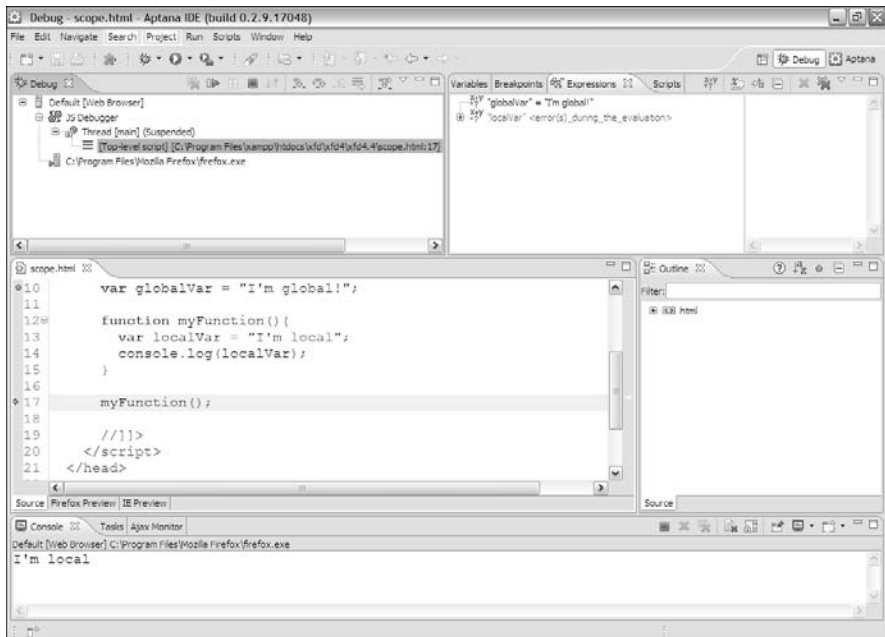 Debug - scope.html - Aptana IDE (build 0.2.9.17048)
File Edit Navigate Search Project Run Scripts Window Help
Debug Aptana
Debug
Default [Web Browser]
JS Debugger
Thread [main] (Suspended)
[Top-level script] [C:\Program Files\xampp\htdocs\xfd\xfd4\xfd4.4\scope.html:17]
C:\Program Files\Mozilla Firefox\firefox.exe
Variables Breakpoints Expressions Scripts
"globalVar" = "I'm global!"
"localVar" <error(s)_during_the_evaluation>
scope.html
10 var globalVar = "I'm global!";
11
12 function myFunction(){
13 var localVar = "I'm local";
14 console.log(localVar);
15 }
16
17 myFunction();
18
19 //]]>
20 </script>
21 </head>
Source Firefox Preview IE Preview
Outline
Filter:
html
Source
Console Tasks Ajax Monitor
Default [Web Browser] C:\Program Files\Mozilla Firefox\firefox.exe
I'm local